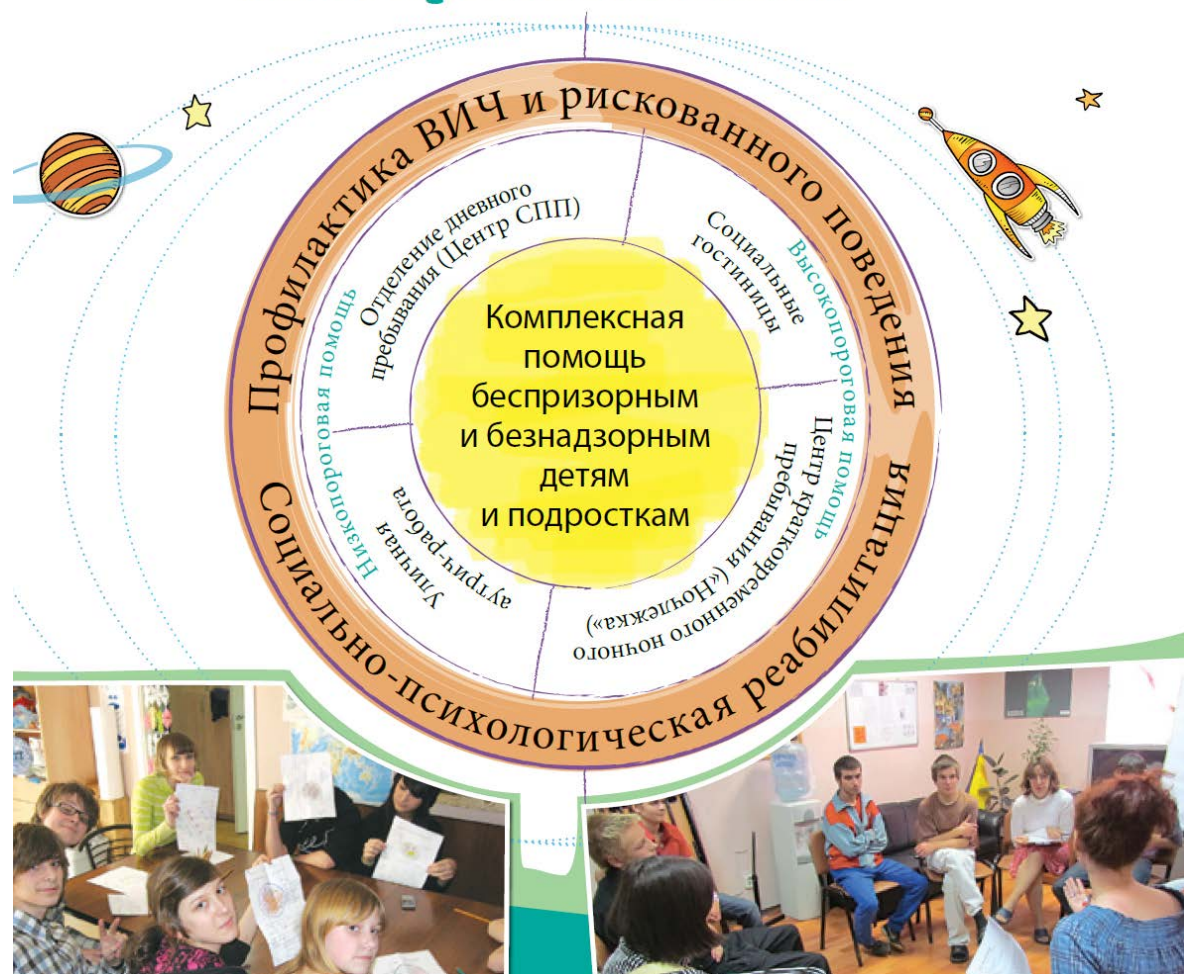 Профилактика ВИЧ и рискованного поведения
Низкопороговая помощь
Отделение дневного
пребывания (Центр СПП)
Социальные
гостиницы
Высокопороговая помощь
Комплексная
помощь
беспризорным
и безнадзорным
детям
и подросткам
Уличная
аутрич-работа
Центр кратковременного ночного
пребывания («Ночлежка»)
Социально-психологическая реабилитация